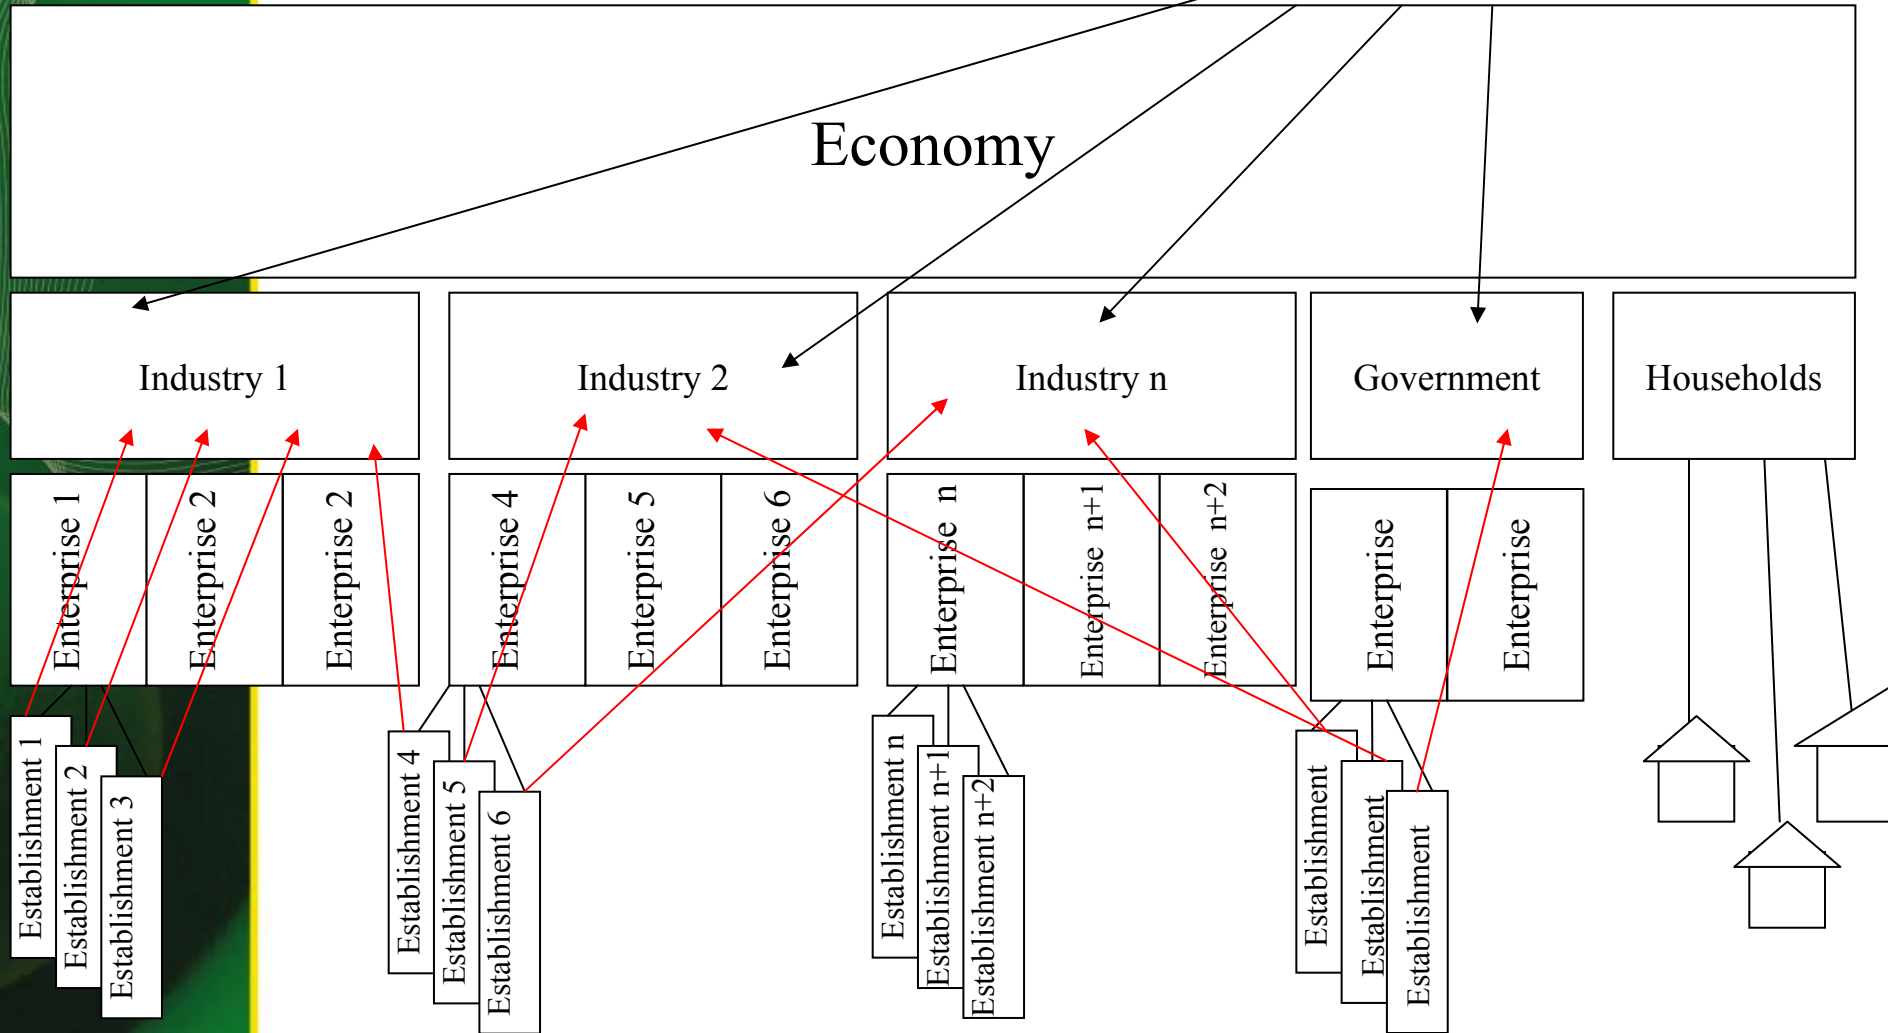 Economy
Industry 1
Industry 2
Industry n
Government
Households
Enterprise 1
Enterprise 2
Enterprise 2
Enterprise 4
Enterprise 5
Enterprise 6
Enterprise n
Enterprise n+1
Enterprise n+2
Enterprise
Enterprise
Establishment 1
Establishment 2
Establishment 3
Establishment 4
Establishment 5
Establishment 6
Establishment n
Establishment n+1
Establishment n+2
Establishment
Establishment
Establishment